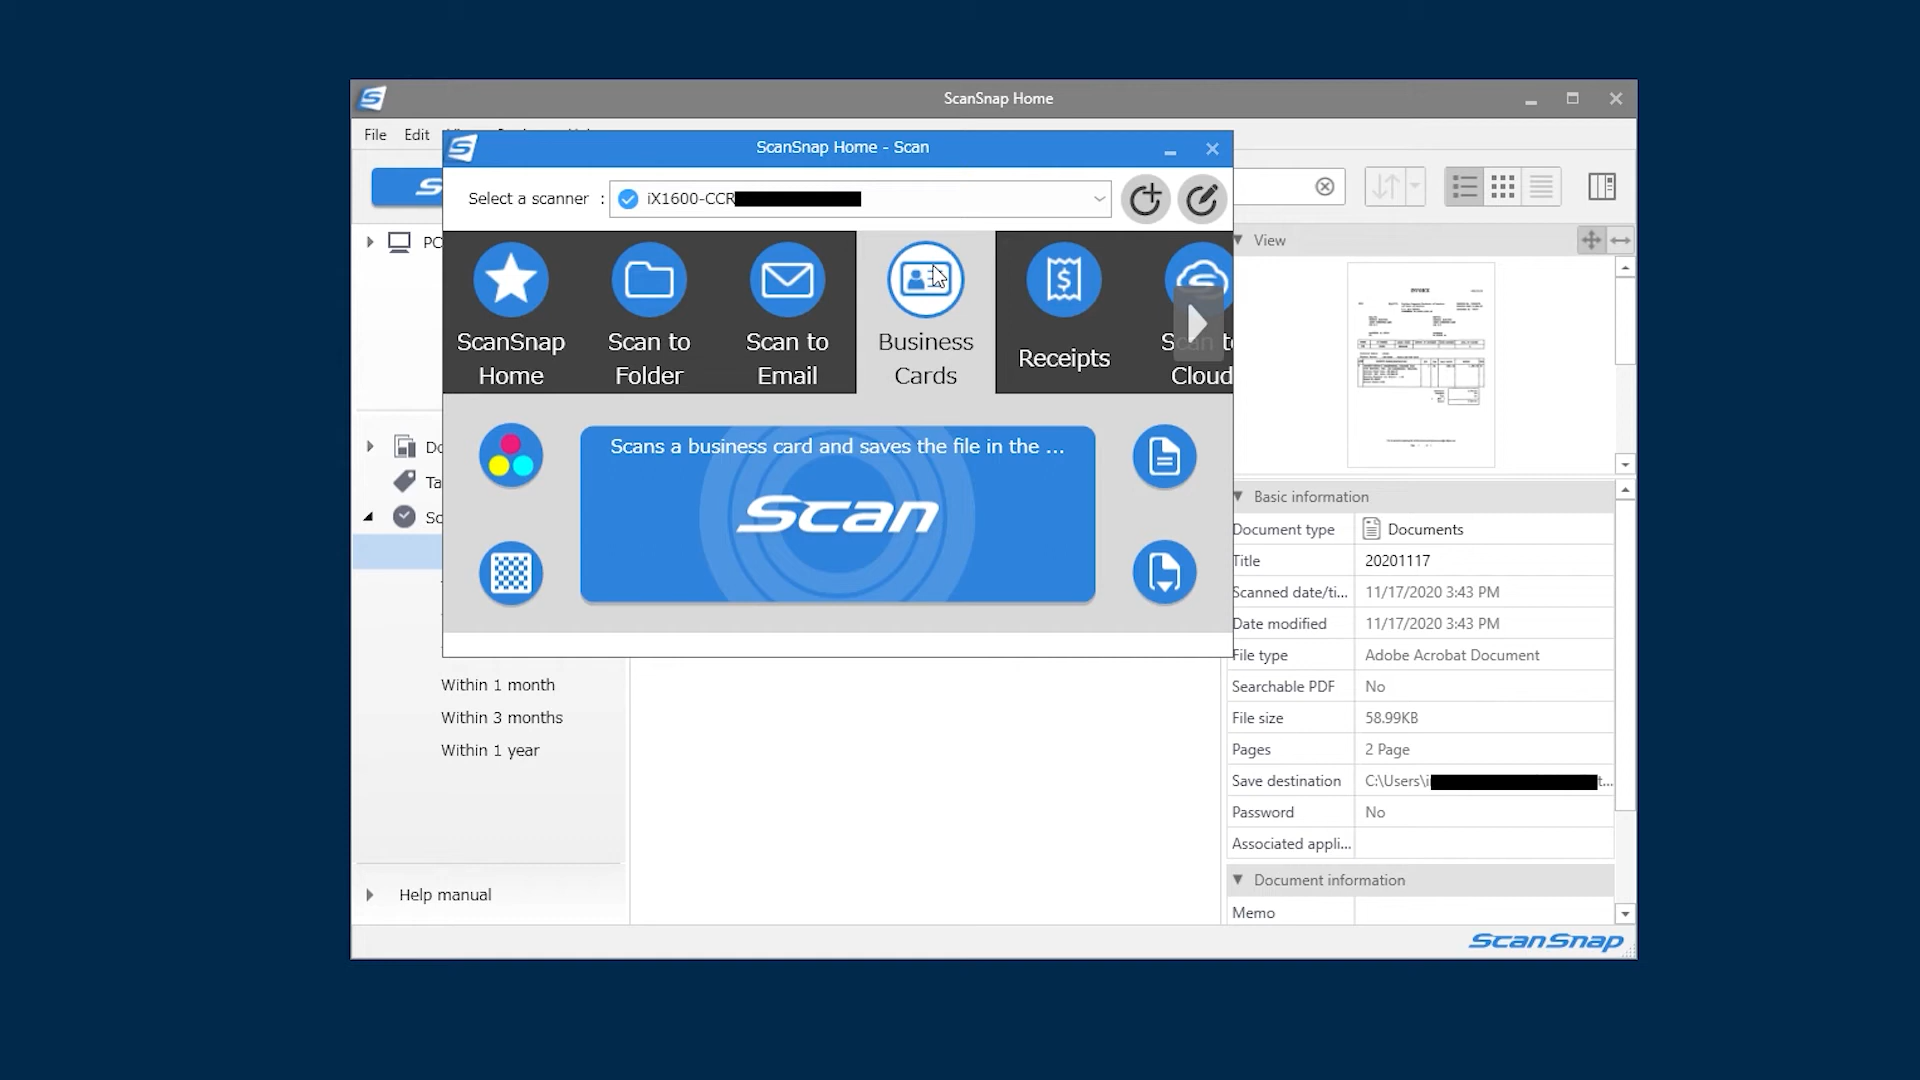 ScanSnap Home
File Edit
ScanSnap Home - Scan
Select a scanner : iX1600-CCR
ScanSnap Home
Scan to Folder
Scan to Email
Business Cards
Receipts
Cloud
Scans a business card and saves the file in the ...
Scan
Within 1 month
Within 3 months
Within 1 year
Help manual
View
INVOICE
Basic information
Document type Documents
Title 20201117
Scanned date/ti... 11/17/2020 3:43 PM
Date modified 11/17/2020 3:43 PM
File type Adobe Acrobat Document
Searchable PDF No
File size 58.99KB
Pages 2 Page
Save destination C:\Users\i t...
Password No
Associated appli...
Document information
Memo
ScanSnap